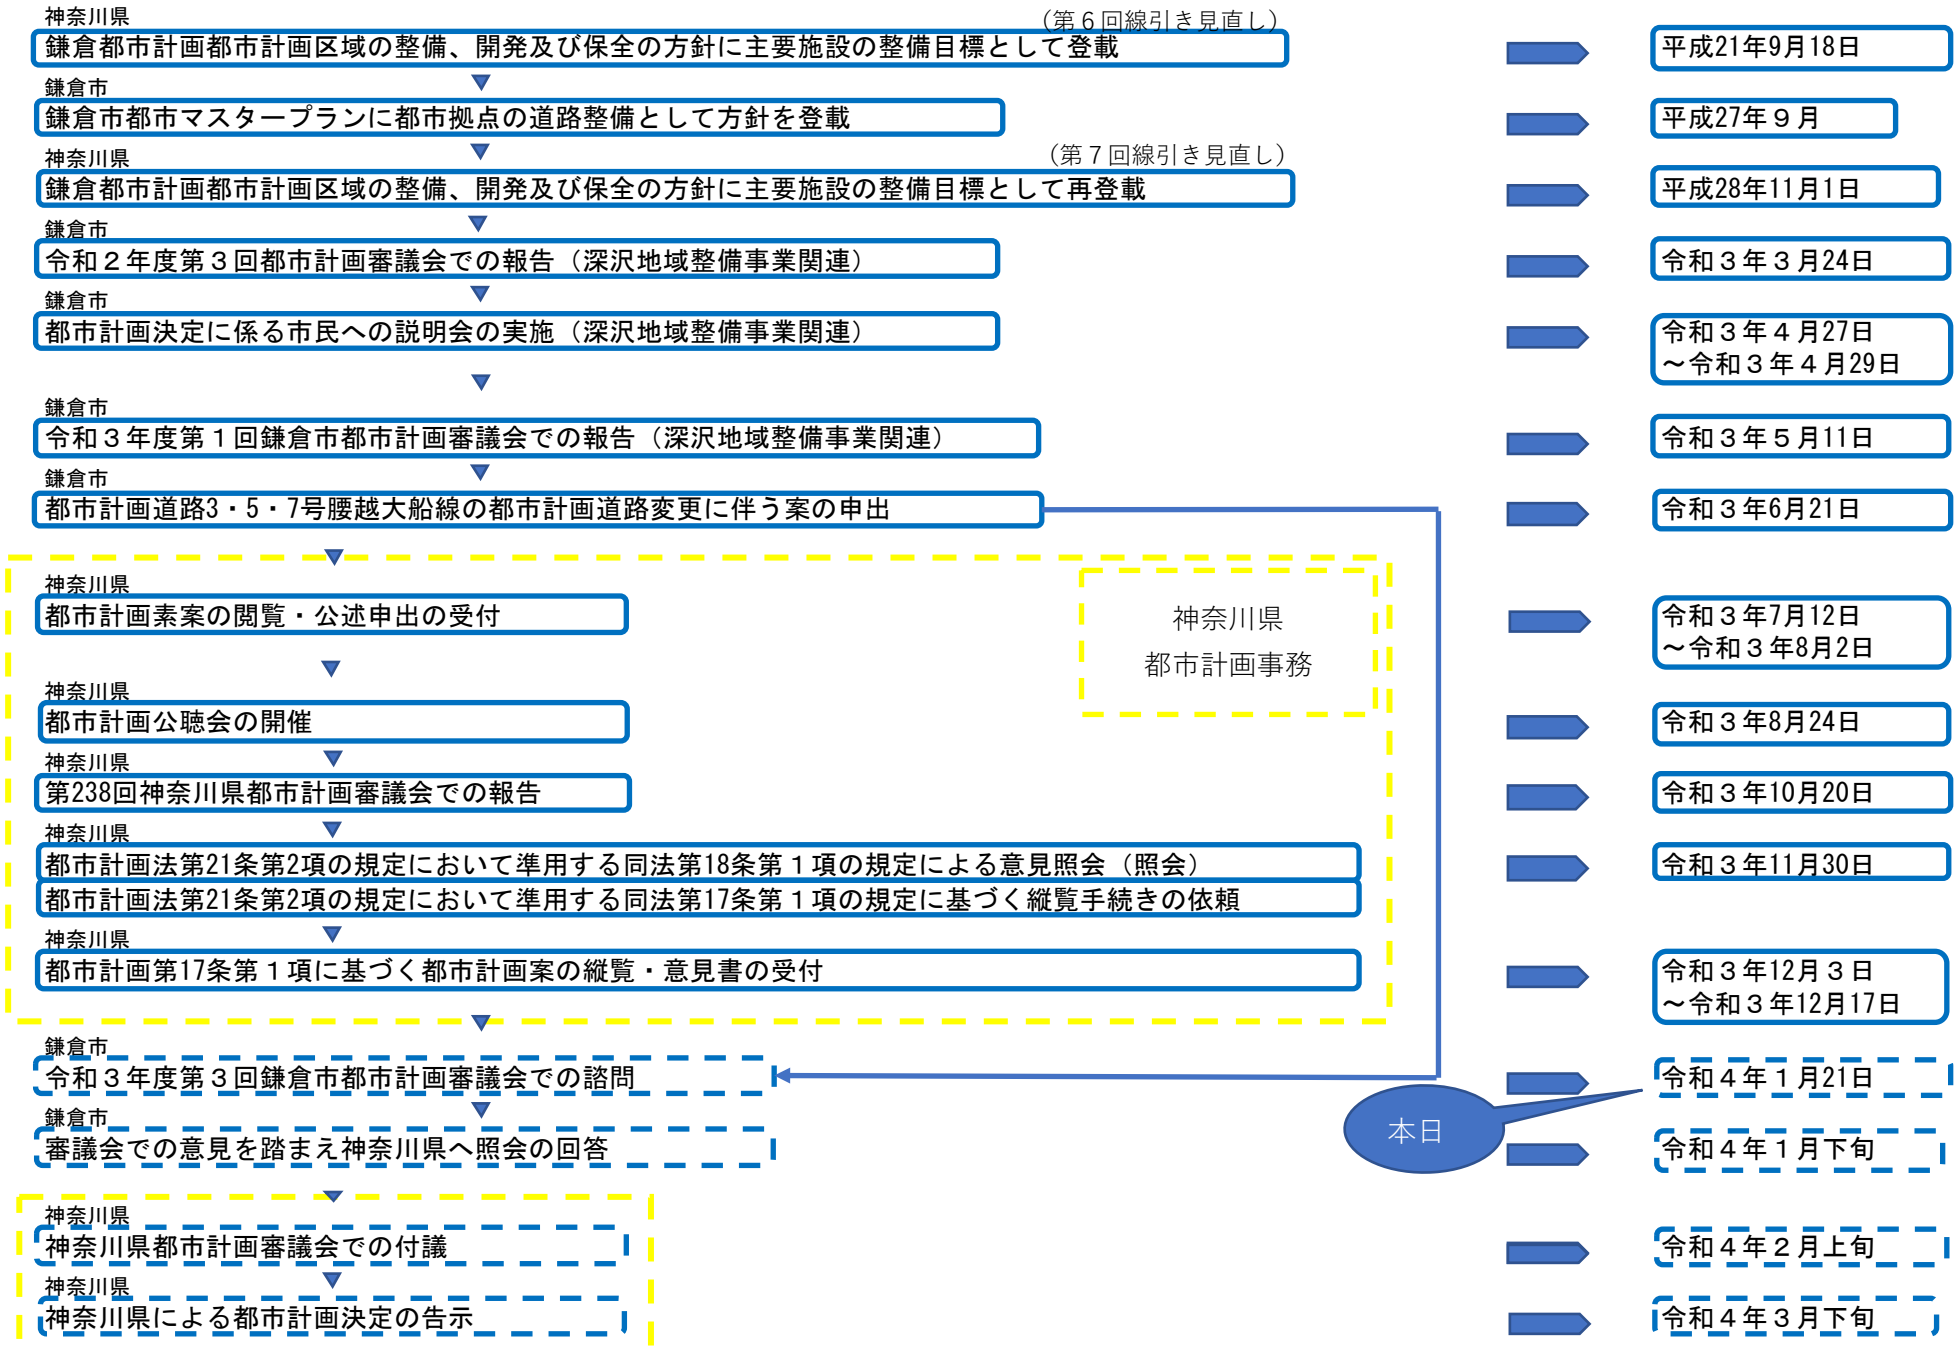 神奈川県
（第６回線引き見直し）
鎌倉都市計画都市計画区域の整備、開発及び保全の方針に主要施設の整備目標として登載
平成21年9月18日
鎌倉市
鎌倉市都市マスタープランに都市拠点の道路整備として方針を登載
平成27年９月
神奈川県
（第７回線引き見直し）
鎌倉都市計画都市計画区域の整備、開発及び保全の方針に主要施設の整備目標として再登載
平成28年11月1日
鎌倉市
令和２年度第３回都市計画審議会での報告（深沢地域整備事業関連）
令和３年３月24日
鎌倉市
都市計画決定に係る市民への説明会の実施（深沢地域整備事業関連）
令和３年４月27日
～令和３年４月29日
鎌倉市
令和３年度第１回鎌倉市都市計画審議会での報告（深沢地域整備事業関連）
令和３年５月11日
鎌倉市
都市計画道路3・5・7号腰越大船線の都市計画道路変更に伴う案の申出
令和３年6月21日
神奈川県
都市計画素案の閲覧・公述申出の受付
神奈川県
都市計画事務
令和３年7月12日
～令和３年8月2日
神奈川県
都市計画公聴会の開催
令和３年8月24日
神奈川県
第238回神奈川県都市計画審議会での報告
令和３年10月20日
神奈川県
都市計画法第21条第2項の規定において準用する同法第18条第１項の規定による意見照会（照会）
令和３年11月30日
都市計画法第21条第2項の規定において準用する同法第17条第１項の規定に基づく縦覧手続きの依頼
神奈川県
都市計画第17条第１項に基づく都市計画案の縦覧・意見書の受付
令和３年12月３日
～令和３年12月17日
鎌倉市
令和３年度第３回鎌倉市都市計画審議会での諮問
令和４年１月21日
本日
鎌倉市
審議会での意見を踏まえ神奈川県へ照会の回答
令和４年１月下旬
神奈川県
神奈川県都市計画審議会での付議
令和４年２月上旬
神奈川県
神奈川県による都市計画決定の告示
令和４年３月下旬